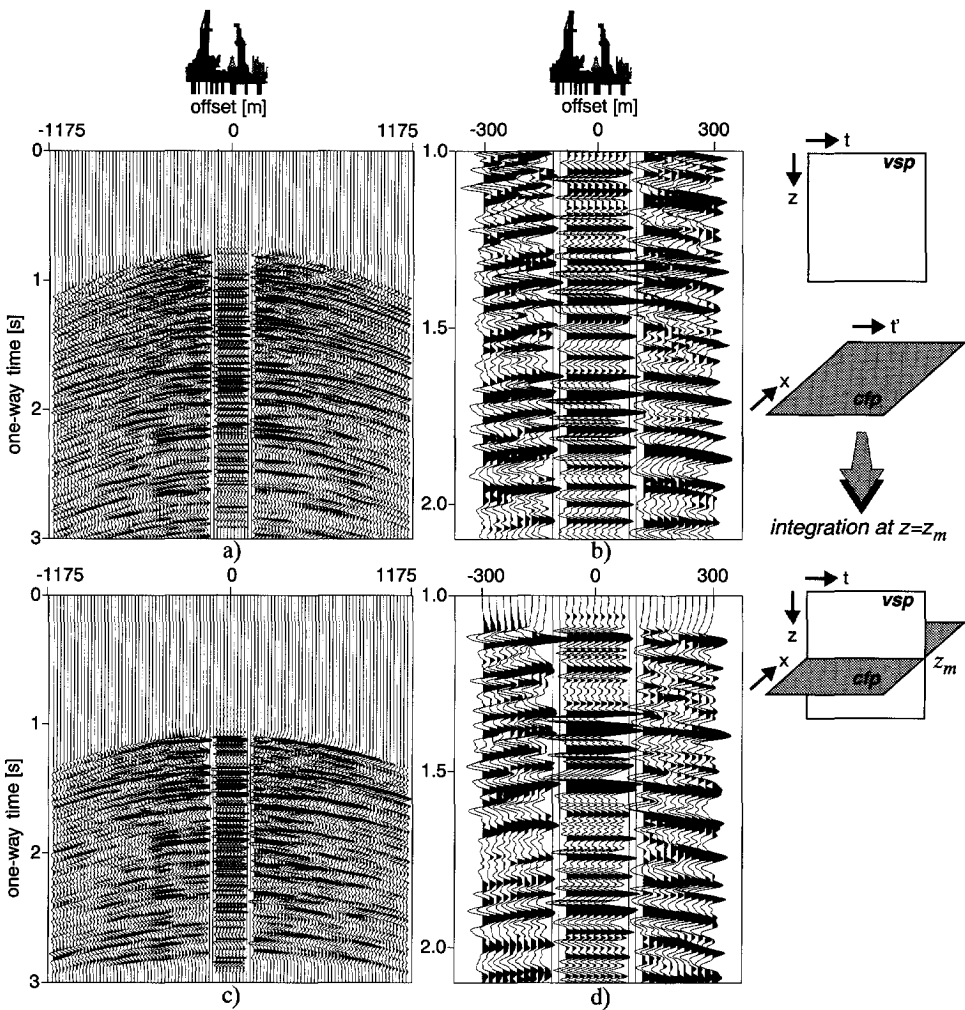 offset [m]
-1175 0 1175
0
1
2
3
one-way time [s]
a)
offset [m]
-300 0 300
1.0
1.5
2.0
b)
t
vsp
z
t'
x
cfp
integration at z=z_m
-1175 0 1175
0
1
2
3
one-way time [s]
c)
-300 0 300
1.0
1.5
2.0
d)
t
vsp
z
x
cfp
z_m